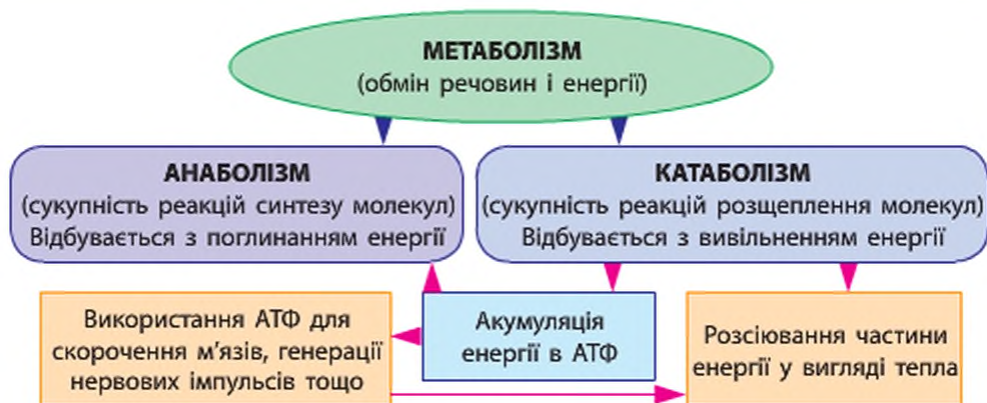 МЕТАБОЛІЗМ
(обмін речовин і енергії)
АНАБОЛІЗМ
(сукупність реакцій синтезу молекул)
Відбувається з поглинанням енергії
КАТАБОЛІЗМ
(сукупність реакцій розщеплення молекул)
Відбувається з вивільненням енергії
Використання АТФ для
скорочення м’язів, генерації
нервових імпульсів тощо
Акумуляція
енергії в АТФ
Розсіювання частини
енергії у вигляді тепла